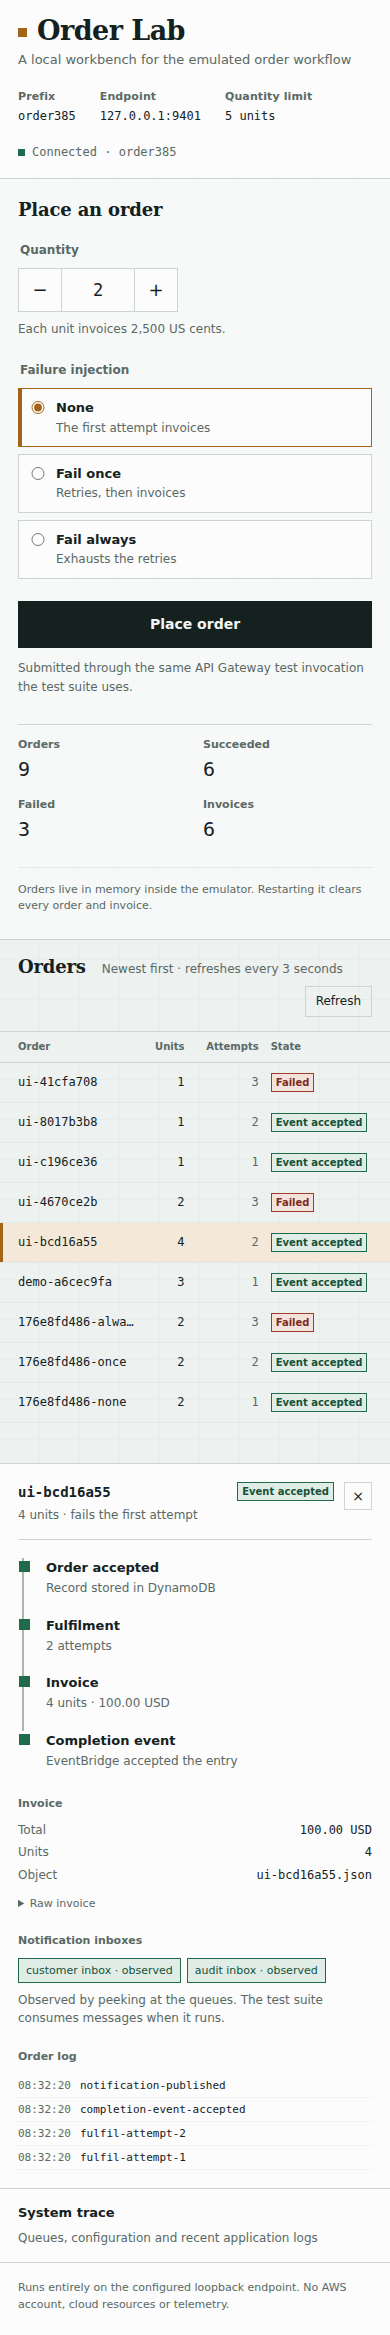 Order Lab
A local workbench for the emulated order workflow
Prefix Endpoint Quantity limit
order385 127.0.0.1:9401 5 units
Connected · order385
Place an order
Quantity
− 2 +
Each unit invoices 2,500 US cents.
Failure injection
None
The first attempt invoices
Fail once
Retries, then invoices
Fail always
Exhausts the retries
Place order
Submitted through the same API Gateway test invocation
the test suite uses.
Orders Succeeded
9 6
Failed Invoices
3 6
Orders live in memory inside the emulator. Restarting it clears
every order and invoice.
Orders Newest first · refreshes every 3 seconds
Refresh
Order Units Attempts State
ui-41cfa708 1 3 Failed
ui-8017b3b8 1 2 Event accepted
ui-c196ce36 1 1 Event accepted
ui-4670ce2b 2 3 Failed
ui-bcd16a55 4 2 Event accepted
demo-a6cec9fa 3 1 Event accepted
176e8fd486-alwa… 2 3 Failed
176e8fd486-once 2 2 Event accepted
176e8fd486-none 2 1 Event accepted
ui-bcd16a55 Event accepted ×
4 units · fails the first attempt
Order accepted
Record stored in DynamoDB
Fulfilment
2 attempts
Invoice
4 units · 100.00 USD
Completion event
EventBridge accepted the entry
Invoice
Total 100.00 USD
Units 4
Object ui-bcd16a55.json
Raw invoice
Notification inboxes
customer inbox · observed audit inbox · observed
Observed by peeking at the queues. The test suite
consumes messages when it runs.
Order log
08:32:20 notification-published
08:32:20 completion-event-accepted
08:32:20 fulfil-attempt-2
08:32:20 fulfil-attempt-1
System trace
Queues, configuration and recent application logs
Runs entirely on the configured loopback endpoint. No AWS
account, cloud resources or telemetry.